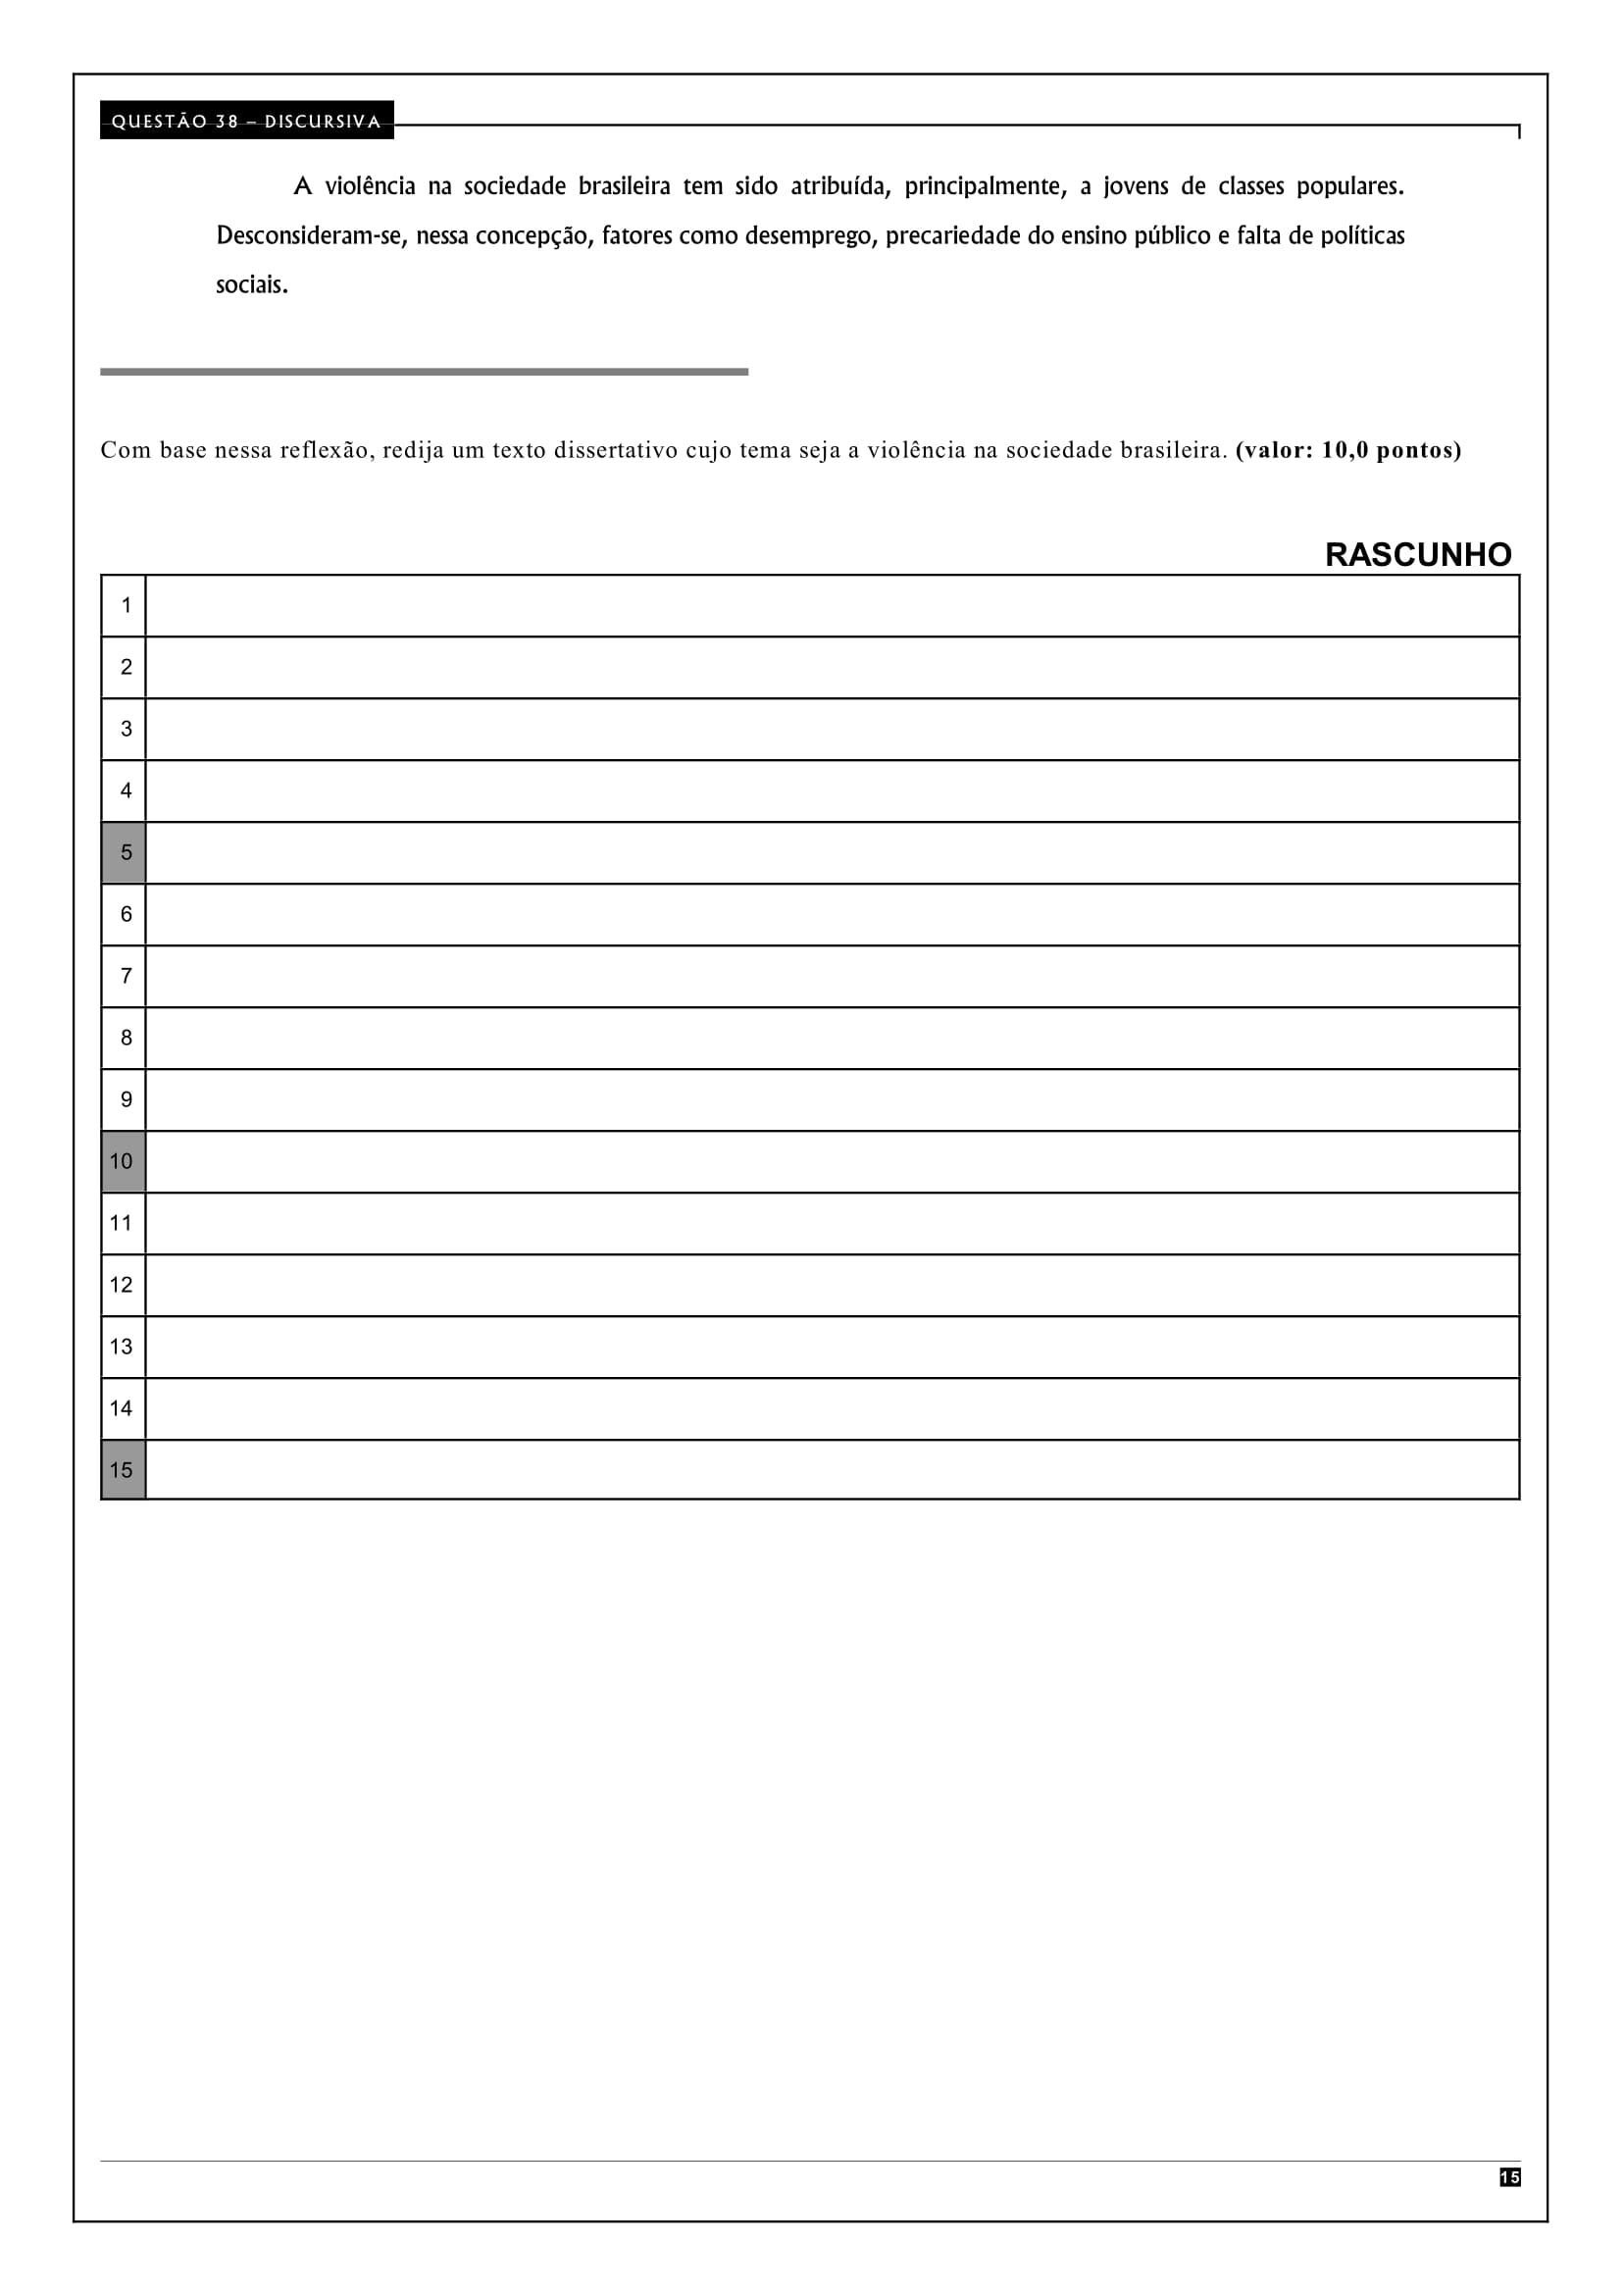 QUESTÃO 38 – DISCURSIVA
A violência na sociedade brasileira tem sido atribuída, principalmente, a jovens de classes populares.
Desconsideram-se, nessa concepção, fatores como desemprego, precariedade do ensino público e falta de políticas
sociais.
Com base nessa reflexão, redija um texto dissertativo cujo tema seja a violência na sociedade brasileira. (valor: 10,0 pontos)
RASCUNHO
1
2
3
4
5
6
7
8
9
10
11
12
13
14
15
15